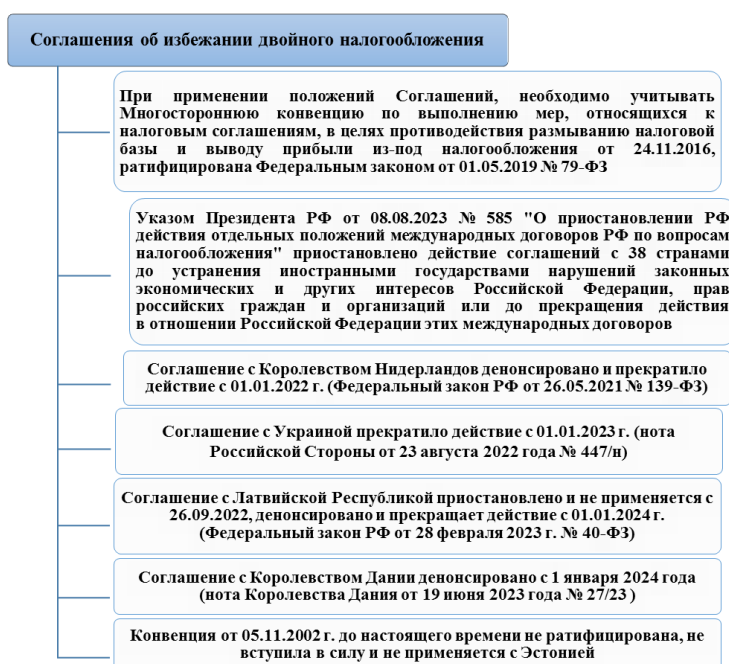 Соглашения об избежании двойного налогообложения
При применении положений Соглашений, необходимо учитывать
Многостороннюю конвенцию по выполнению мер, относящихся к
налоговым соглашениям, в целях противодействия размыванию налоговой
базы и выводу прибыли из-под налогообложения от 24.11.2016,
ратифицирована Федеральным законом от 01.05.2019 № 79-ФЗ
Указом Президента РФ от 08.08.2023 № 585 "О приостановлении РФ
действия отдельных положений международных договоров РФ по вопросам
налогообложения" приостановлено действие соглашений с 38 странами
до устранения иностранными государствами нарушений законных
экономических и других интересов Российской Федерации, прав
российских граждан и организаций или до прекращения действия
в отношении Российской Федерации этих международных договоров
Соглашение с Королевством Нидерландов денонсировано и прекратило
действие с 01.01.2022 г. (Федеральный закон РФ от 26.05.2021 № 139-ФЗ)
Соглашение с Украиной прекратило действие с 01.01.2023 г. (нота
Российской Стороны от 23 августа 2022 года № 447/н)
Соглашение с Латвийской Республикой приостановлено и не применяется с
26.09.2022, денонсировано и прекращает действие с 01.01.2024 г.
(Федеральный закон РФ от 28 февраля 2023 г. № 40-ФЗ)
Соглашение с Королевством Дании денонсировано с 1 января 2024 года
(нота Королевства Дания от 19 июня 2023 года № 27/23 )
Конвенция от 05.11.2002 г. до настоящего времени не ратифицирована, не
вступила в силу и не применяется с Эстонией